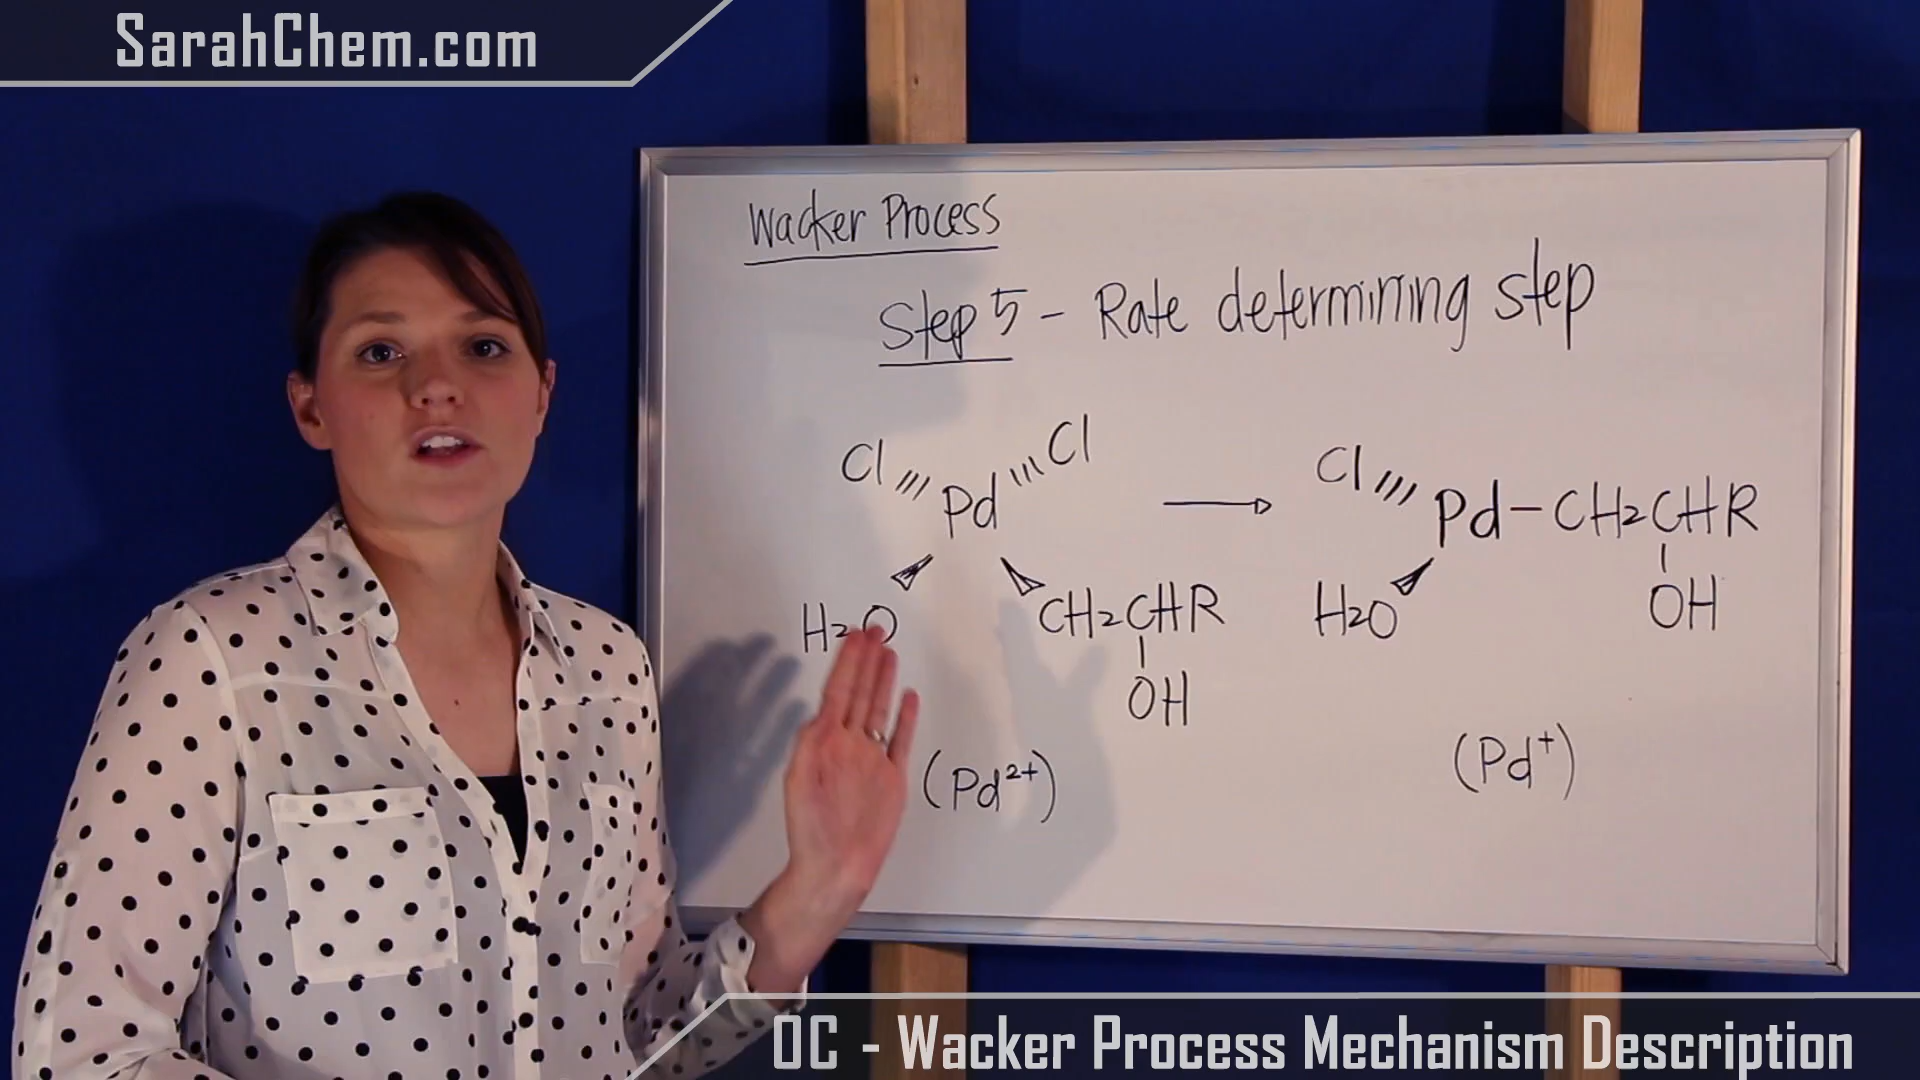 SarahChem.com
Wacker Process
Step 5 - Rate determining step
Cl Pd Cl → Cl Pd-CH2CHR
H2O CH2CHR H2O OH
OH
(Pd2+) (Pd+)
OC - Wacker Process Mechanism Description